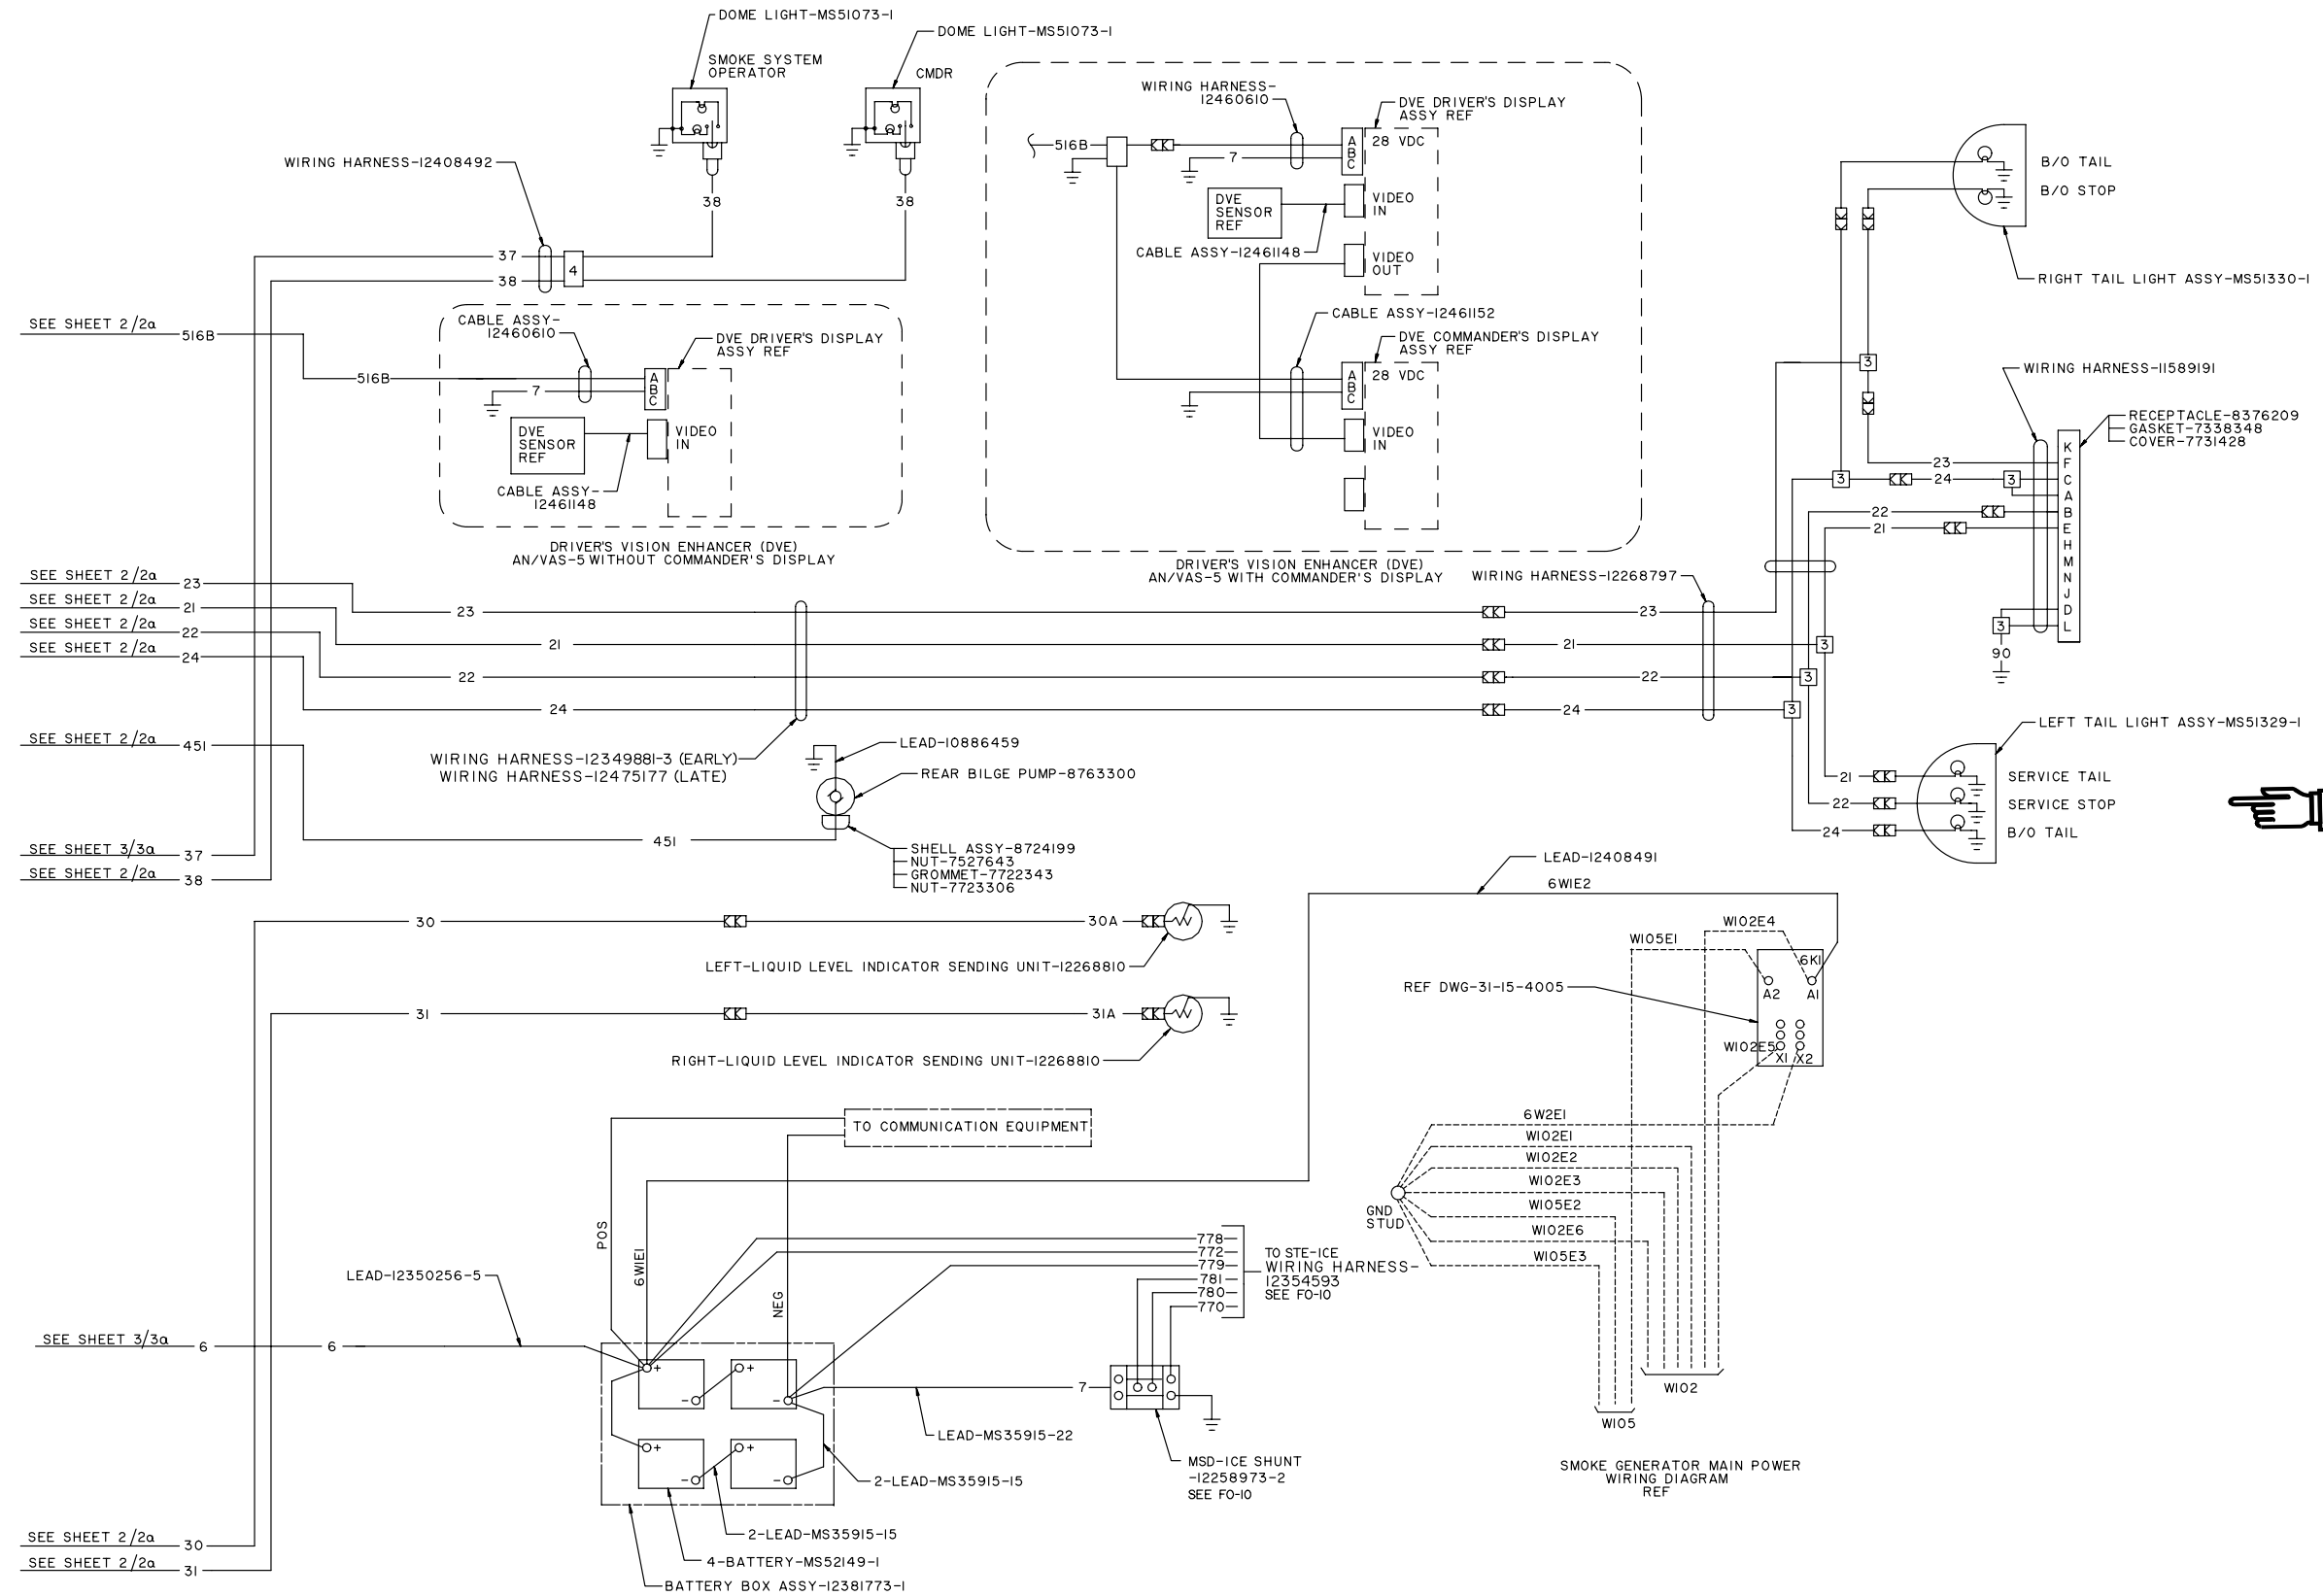 DOME LIGHT-MS51073-1
DOME LIGHT-MS51073-1
SMOKE SYSTEM
OPERATOR
CMDR
WIRING HARNESS-12408492
38
38
37
38
4
SEE SHEET 2/2a
516B
CABLE ASSY-
12460610
DVE DRIVER'S DISPLAY
ASSY REF
516B
7
A
B
C
DVE
SENSOR
REF
VIDEO
IN
CABLE ASSY-
12461148
DRIVER'S VISION ENHANCER (DVE)
AN/VAS-5 WITHOUT COMMANDER'S DISPLAY
WIRING HARNESS-
12460610
DVE DRIVER'S DISPLAY
ASSY REF
516B
7
A
B
C
28 VDC
DVE
SENSOR
REF
VIDEO
IN
CABLE ASSY-12461148
VIDEO
OUT
CABLE ASSY-12461152
DVE COMMANDER'S DISPLAY
ASSY REF
A
B
C
28 VDC
VIDEO
IN
DRIVER'S VISION ENHANCER (DVE)
AN/VAS-5 WITH COMMANDER'S DISPLAY
B/O TAIL
B/O STOP
RIGHT TAIL LIGHT ASSY-MS51330-1
3
WIRING HARNESS-11589191
RECEPTACLE-8376209
GASKET-7338348
COVER-7731428
K
F
C
A
B
E
H
M
N
J
D
L
23
3
24
3
22
21
3
90
WIRING HARNESS-12268797
SEE SHEET 2/2a
23
SEE SHEET 2/2a
21
SEE SHEET 2/2a
22
SEE SHEET 2/2a
24
23
23
21
21
3
22
22
3
24
24
3
WIRING HARNESS-12349881-3 (EARLY)
WIRING HARNESS-12475177 (LATE)
SEE SHEET 2/2a
451
LEAD-10886459
REAR BILGE PUMP-8763300
451
SHELL ASSY-8724199
NUT-7527643
GROMMET-7722343
NUT-7723306
LEFT TAIL LIGHT ASSY-MS51329-1
21
SERVICE TAIL
22
SERVICE STOP
24
B/O TAIL
SEE SHEET 3/3a
37
SEE SHEET 2/2a
38
LEAD-12408491
6W1E2
30
30A
LEFT-LIQUID LEVEL INDICATOR SENDING UNIT-12268810
31
31A
RIGHT-LIQUID LEVEL INDICATOR SENDING UNIT-12268810
W102E4
W105E1
6K1
A2
A1
REF DWG-31-15-4005
W102E5
X1
X2
6W2E1
W102E1
W102E2
W102E3
W105E2
W102E6
W105E3
GND
STUD
W102
W105
SMOKE GENERATOR MAIN POWER
WIRING DIAGRAM
REF
TO COMMUNICATION EQUIPMENT
POS
6W1E1
NEG
778
772
779
781
780
770
TO STE-ICE
WIRING HARNESS-
12354593
SEE FO-10
LEAD-12350256-5
SEE SHEET 3/3a
6
6
+
-
+
-
+
-
+
-
7
LEAD-MS35915-22
MSD-ICE SHUNT
-12258973-2
SEE FO-10
2-LEAD-MS35915-15
2-LEAD-MS35915-15
4-BATTERY-MS52149-1
BATTERY BOX ASSY-12381773-1
SEE SHEET 2/2a
30
SEE SHEET 2/2a
31